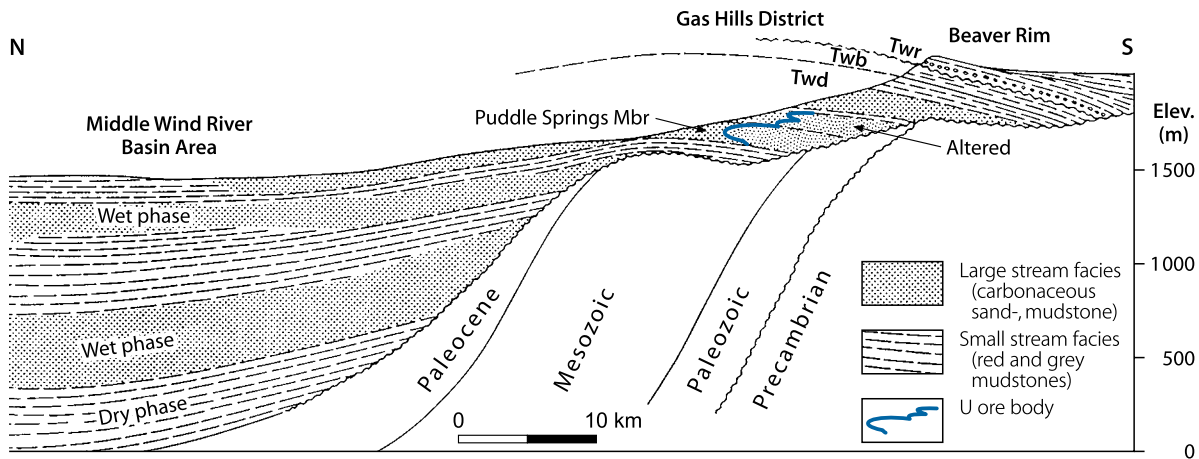 Gas Hills District
N
Beaver Rim
S
Twr
Twb
Twd
Puddle Springs Mbr
Middle Wind River
Basin Area
Elev.
(m)
Altered
1500
Wet phase
1000
Large stream facies
(carbonaceous
sand-, mudstone)
Wet phase
Paleocene
Mesozoic
Paleozoic
Precambrian
Small stream facies
(red and grey
mudstones)
500
Dry phase
U ore body
0
10 km
0